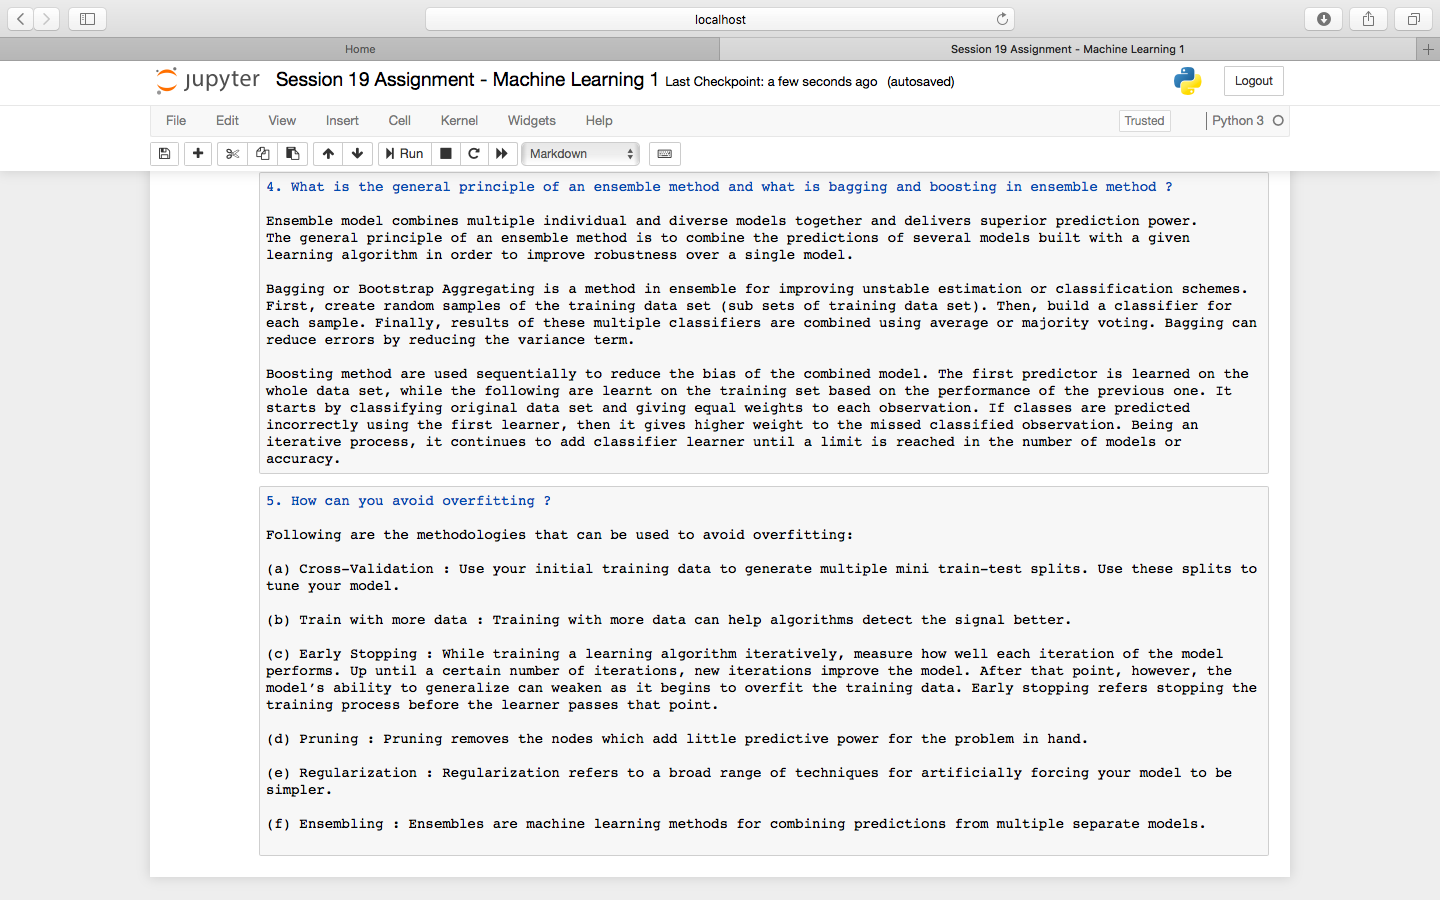 localhost
Home
Session 19 Assignment - Machine Learning 1
jupyter Session 19 Assignment - Machine Learning 1 Last Checkpoint: a few seconds ago (autosaved)
Logout
File Edit View Insert Cell Kernel Widgets Help
Trusted
Python 3
Run
Markdown
4. What is the general principle of an ensemble method and what is bagging and boosting in ensemble method ?
Ensemble model combines multiple individual and diverse models together and delivers superior prediction power.
The general principle of an ensemble method is to combine the predictions of several models built with a given
learning algorithm in order to improve robustness over a single model.
Bagging or Bootstrap Aggregating is a method in ensemble for improving unstable estimation or classification schemes.
First, create random samples of the training data set (sub sets of training data set). Then, build a classifier for
each sample. Finally, results of these multiple classifiers are combined using average or majority voting. Bagging can
reduce errors by reducing the variance term.
Boosting method are used sequentially to reduce the bias of the combined model. The first predictor is learned on the
whole data set, while the following are learnt on the training set based on the performance of the previous one. It
starts by classifying original data set and giving equal weights to each observation. If classes are predicted
incorrectly using the first learner, then it gives higher weight to the missed classified observation. Being an
iterative process, it continues to add classifier learner until a limit is reached in the number of models or
accuracy.
5. How can you avoid overfitting ?
Following are the methodologies that can be used to avoid overfitting:
(a) Cross-Validation : Use your initial training data to generate multiple mini train-test splits. Use these splits to
tune your model.
(b) Train with more data : Training with more data can help algorithms detect the signal better.
(c) Early Stopping : While training a learning algorithm iteratively, measure how well each iteration of the model
performs. Up until a certain number of iterations, new iterations improve the model. After that point, however, the
model’s ability to generalize can weaken as it begins to overfit the training data. Early stopping refers stopping the
training process before the learner passes that point.
(d) Pruning : Pruning removes the nodes which add little predictive power for the problem in hand.
(e) Regularization : Regularization refers to a broad range of techniques for artificially forcing your model to be
simpler.
(f) Ensembling : Ensembles are machine learning methods for combining predictions from multiple separate models.